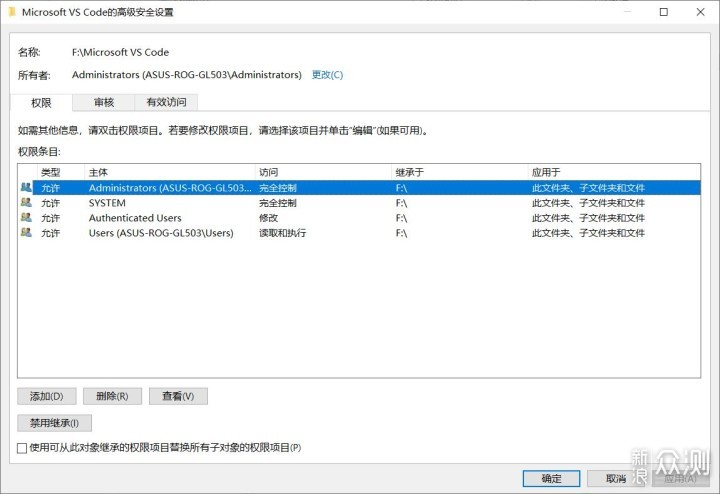 Microsoft VS Code的高级安全设置
名称: F:\Microsoft VS Code
所有者: Administrators (ASUS-ROG-GL503\Administrators) 更改(C)
权限 审核 有效访问
如需其他信息，请双击权限项目。若要修改权限项目，请选择该项目并单击"编辑"(如果可用)。
权限条目:
类型 主体 访问 继承于 应用于
允许 Administrators (ASUS-ROG-GL503... 完全控制 F:\ 此文件夹、子文件夹和文件
允许 SYSTEM 完全控制 F:\ 此文件夹、子文件夹和文件
允许 Authenticated Users 修改 F:\ 此文件夹、子文件夹和文件
允许 Users (ASUS-ROG-GL503\Users) 读取和执行 F:\ 此文件夹、子文件夹和文件
添加(D) 删除(R) 查看(V)
禁用继承(I)
使用可从此对象继承的权限项目替换所有子对象的权限项目(P)
确定 取消 应用(A)
新浪众测